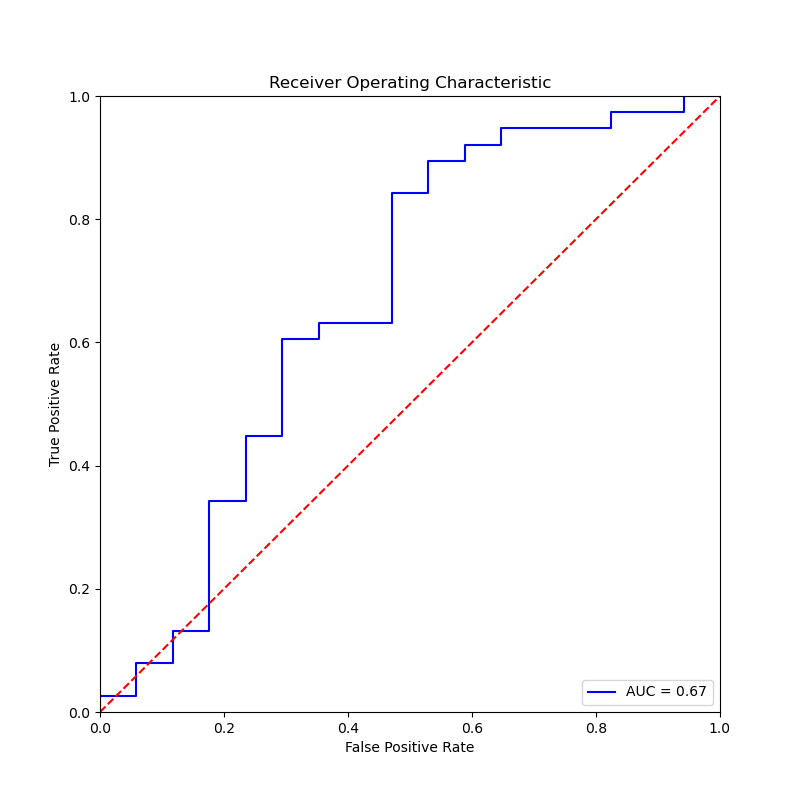 Receiver Operating Characteristic
1.0
0.8
0.6
0.4
0.2
0.0
True Positive Rate
AUC = 0.67
0.0 0.2 0.4 0.6 0.8 1.0
False Positive Rate